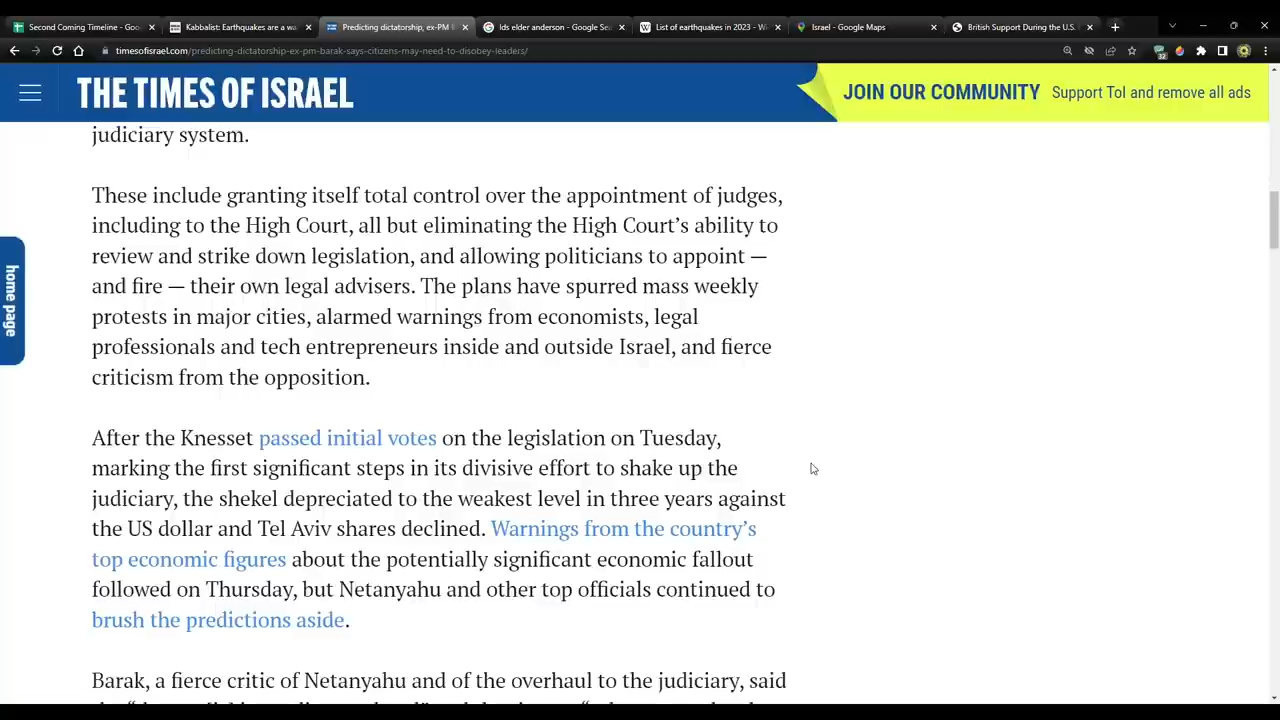 Second Coming Timeline - Goo
Kabbalist: Earthquakes are a wa
Predicting dictatorship, ex-PM B
lds elder anderson - Google Sea
List of earthquakes in 2023 - Wi
Israel - Google Maps
British Support During the U.S.
timesofisrael.com/predicting-dictatorship-ex-pm-barak-says-citizens-may-need-to-disobey-leaders/
32
THE TIMES OF ISRAEL
JOIN OUR COMMUNITY Support ToI and remove all ads
home page
judiciary system.
These include granting itself total control over the appointment of judges,
including to the High Court, all but eliminating the High Court’s ability to
review and strike down legislation, and allowing politicians to appoint —
and fire — their own legal advisers. The plans have spurred mass weekly
protests in major cities, alarmed warnings from economists, legal
professionals and tech entrepreneurs inside and outside Israel, and fierce
criticism from the opposition.
After the Knesset passed initial votes on the legislation on Tuesday,
marking the first significant steps in its divisive effort to shake up the
judiciary, the shekel depreciated to the weakest level in three years against
the US dollar and Tel Aviv shares declined. Warnings from the country’s
top economic figures about the potentially significant economic fallout
followed on Thursday, but Netanyahu and other top officials continued to
brush the predictions aside.
Barak, a fierce critic of Netanyahu and of the overhaul to the judiciary, said